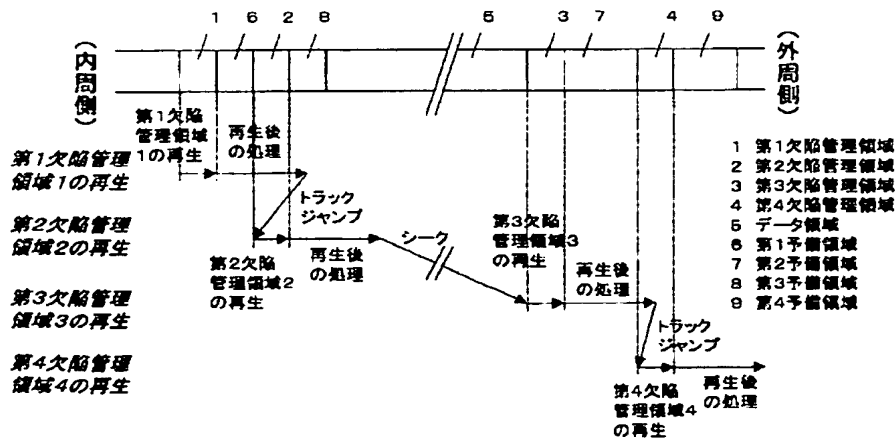 1 6 2 8 5 3 7 4 9
(内周側)
(外周側)
第1欠陥
管理領域
1の再生
再生後
の処理
第1欠陥管理
領域1の再生
トラック
ジャンプ
第2欠陥管理
領域2の再生
第2欠陥
管理領域2
の再生
再生後
の処理
シーク
第3欠陥
管理領域3
の再生
再生後
の処理
第3欠陥管理
領域3の再生
トラック
ジャンプ
第4欠陥管理
領域4の再生
第4欠陥
管理領域4
の再生
再生後
の処理
1 第1欠陥管理領域
2 第2欠陥管理領域
3 第3欠陥管理領域
4 第4欠陥管理領域
5 データ領域
6 第1予備領域
7 第2予備領域
8 第3予備領域
9 第4予備領域